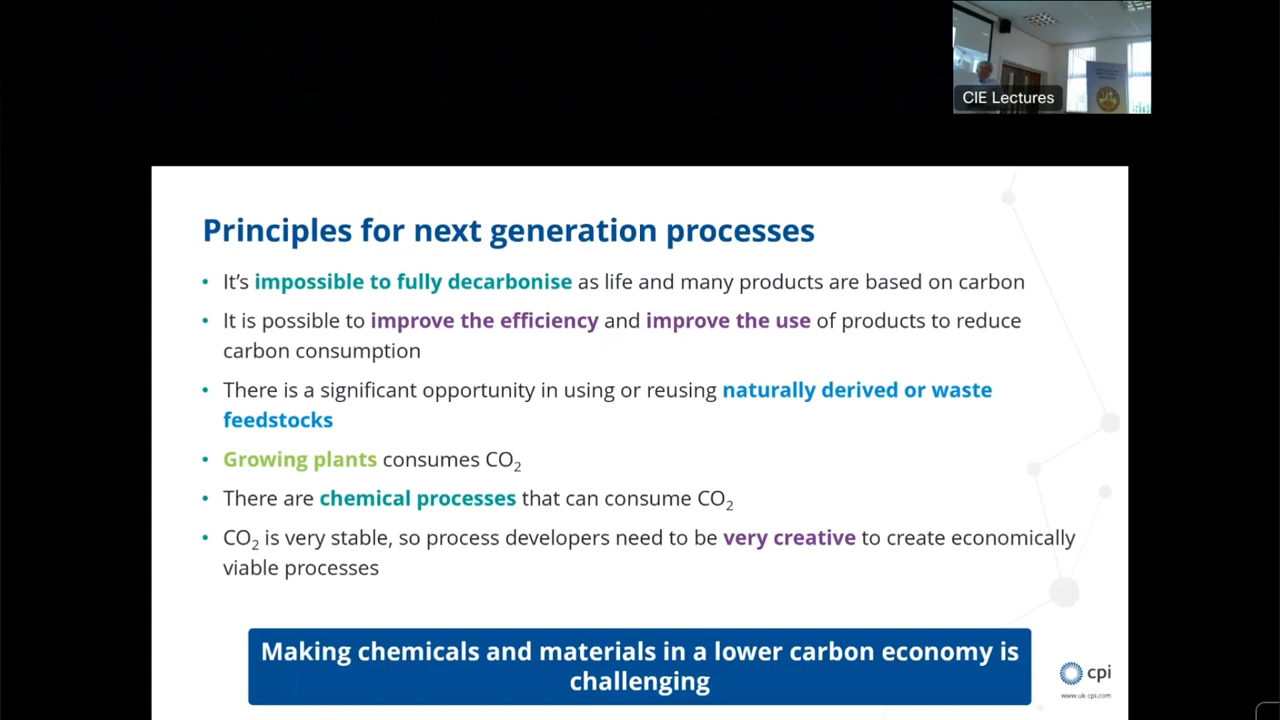 CIE Lectures
Principles for next generation processes
• It's impossible to fully decarbonise as life and many products are based on carbon
• It is possible to improve the efficiency and improve the use of products to reduce
carbon consumption
• There is a significant opportunity in using or reusing naturally derived or waste
feedstocks
• Growing plants consumes CO₂
• There are chemical processes that can consume CO₂
• CO₂ is very stable, so process developers need to be very creative to create economically
viable processes
Making chemicals and materials in a lower carbon economy is
challenging
cpi
www.uk-cpi.com